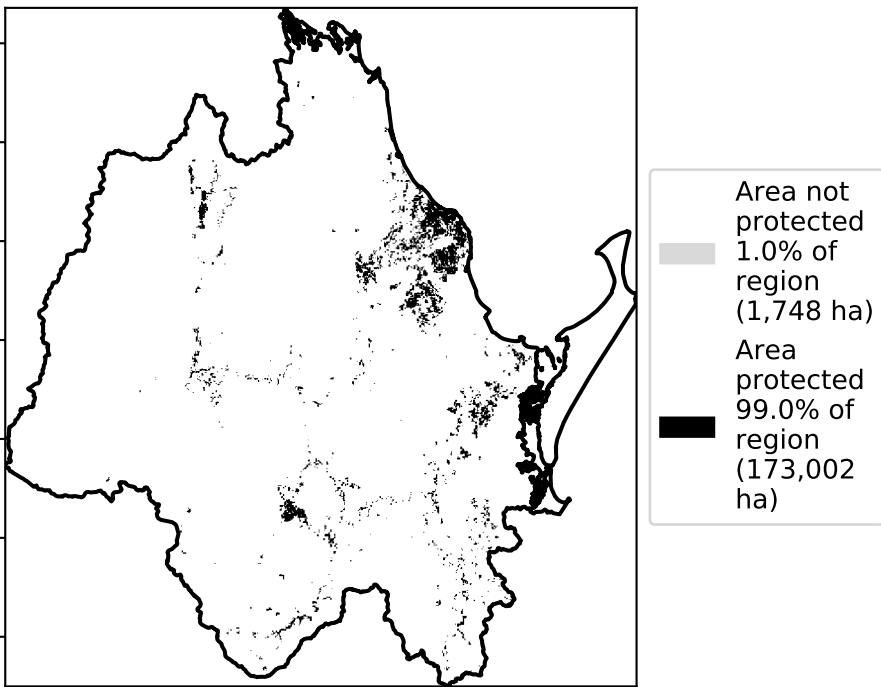 Area not
protected
1.0% of
region
(1,748 ha)
Area
protected
99.0% of
region
(173,002
ha)